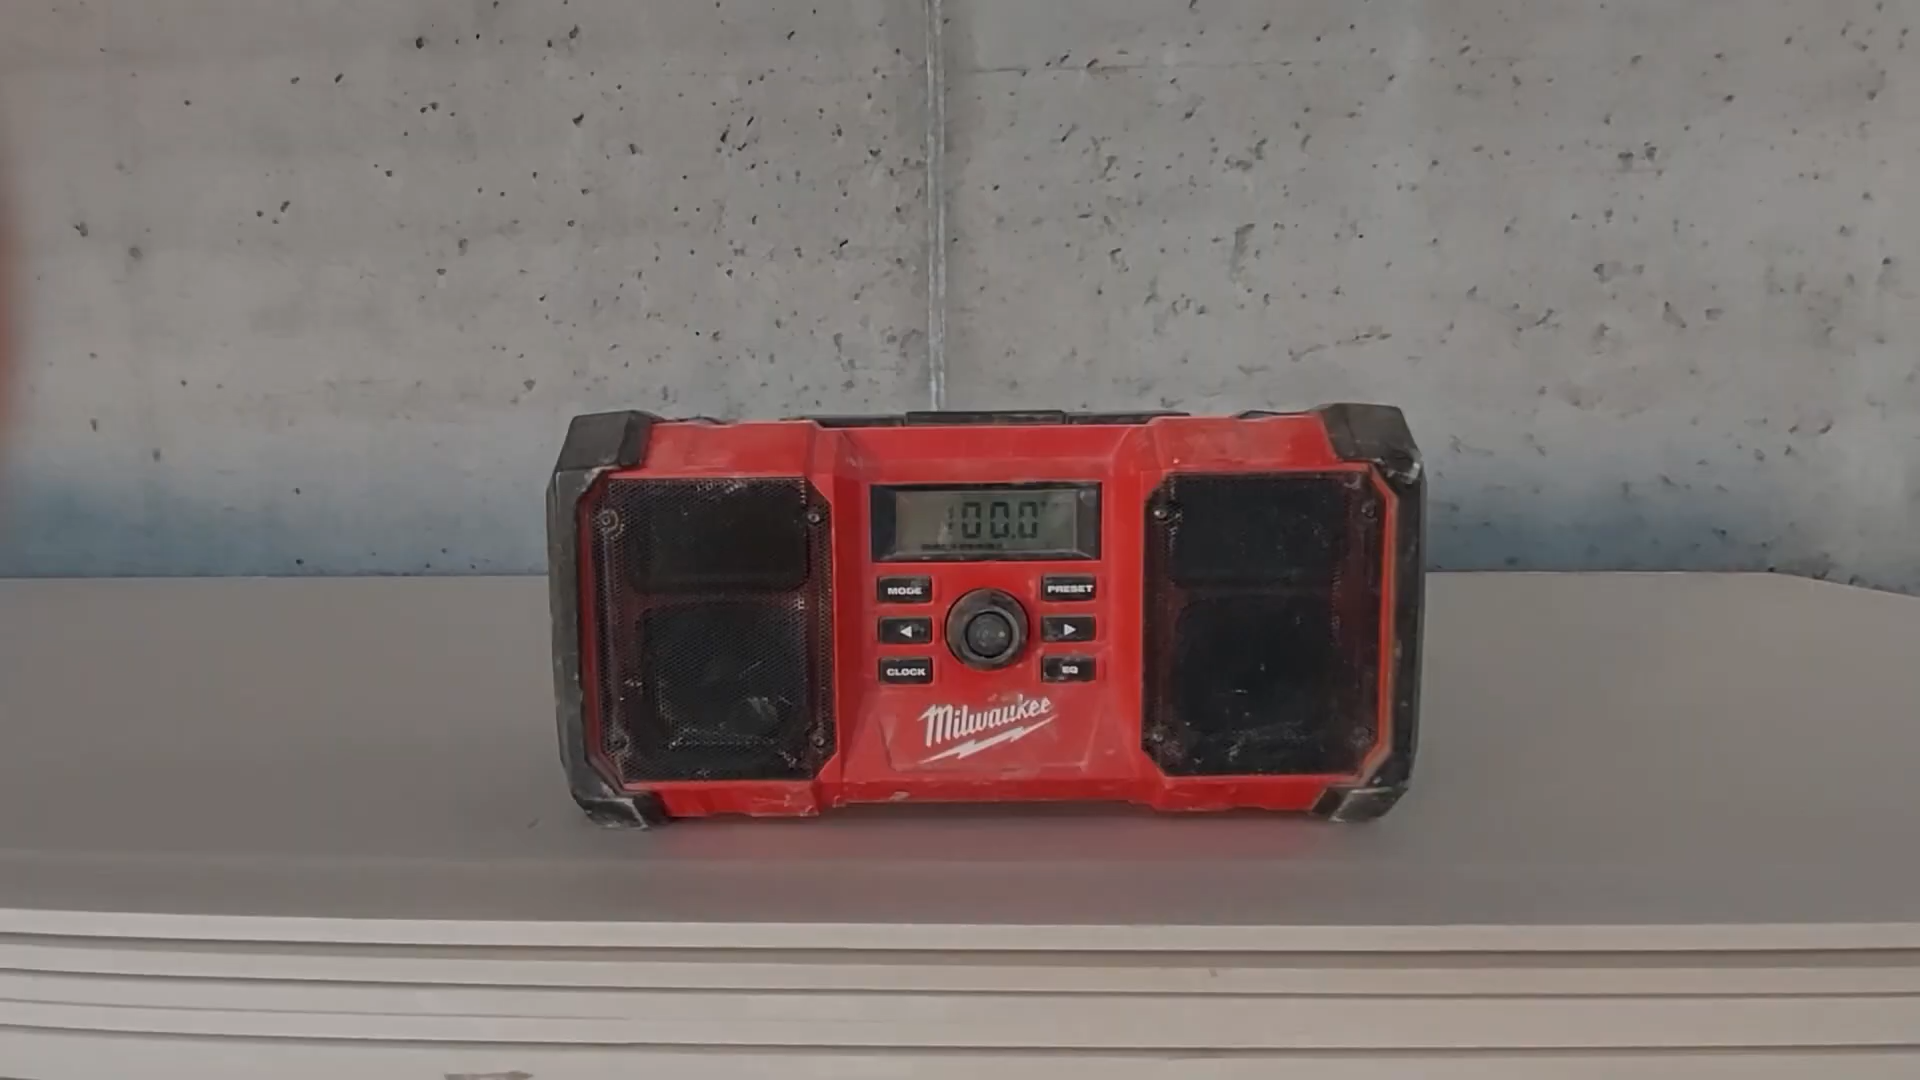 100.0
MODE
PRESET
◀
▶
CLOCK
EQ
Milwaukee